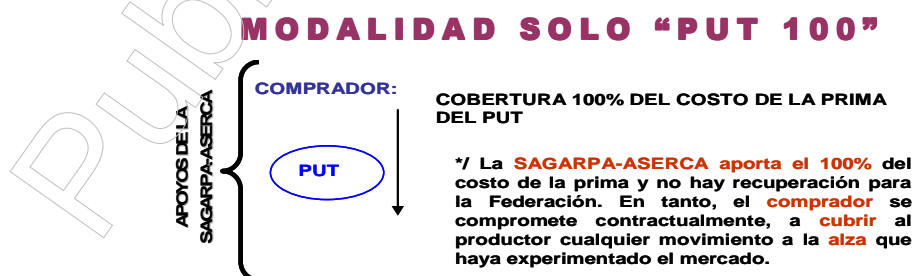 MODALIDAD SOLO “PUT 100”
APOYOS DE LA
SAGARPA-ASERCA
COMPRADOR:
PUT
COBERTURA 100% DEL COSTO DE LA PRIMA
DEL PUT
*/ La SAGARPA-ASERCA aporta el 100% del
costo de la prima y no hay recuperación para
la Federación. En tanto, el comprador se
compromete contractualmente, a cubrir al
productor cualquier movimiento a la alza que
haya experimentado el mercado.
Pub